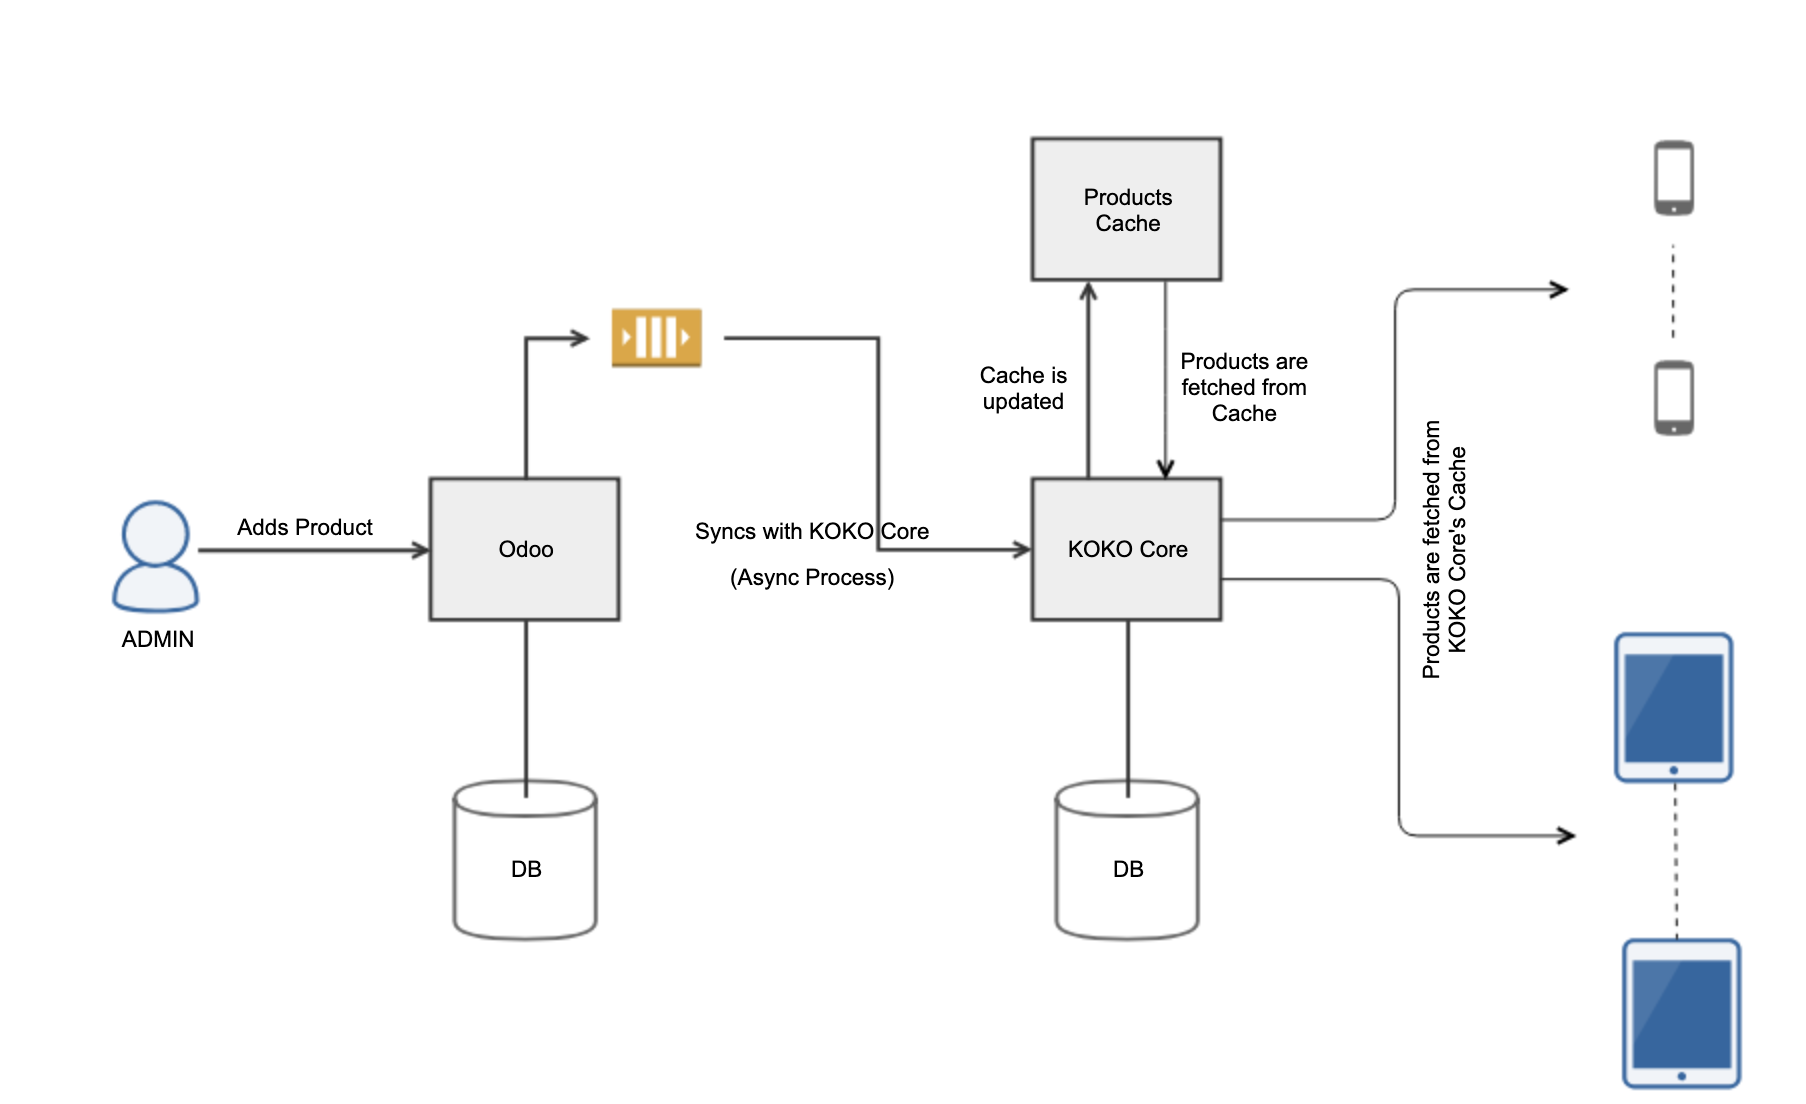 Products
Cache
Cache is
updated
Products are
fetched from
Cache
Adds Product
ADMIN
Odoo
Syncs with KOKO Core
(Async Process)
KOKO Core
Products are fetched from
KOKO Core's Cache
DB
DB